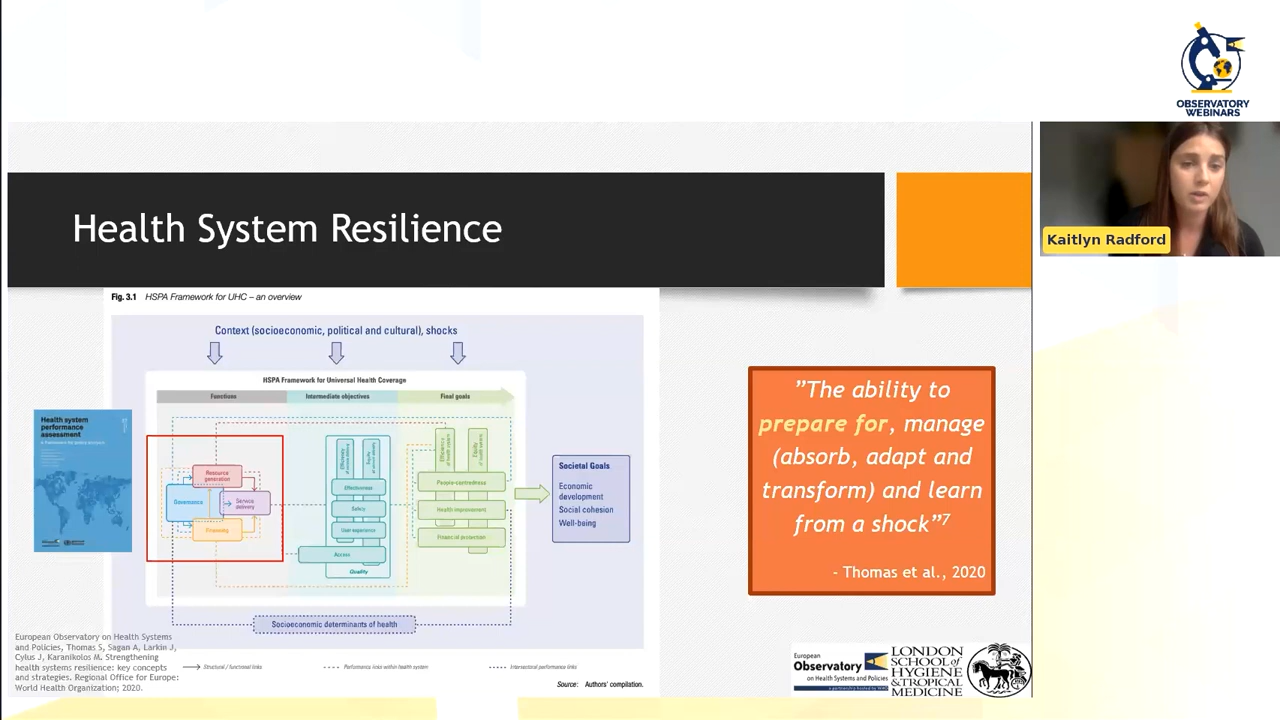 OBSERVATORY
WEBINARS
Kaitlyn Radford
Health System Resilience
Fig. 3.1 HSPA Framework for UHC – an overview
Context (socioeconomic, political and cultural), shocks
HSPA Framework for Universal Health Coverage
Functions
Intermediate objectives
Final goals
Health system
performance
assessment
Resource
generation
Governance
Service
delivery
Financing
Effectiveness
Safety
User experience
Access
Quality
People-centredness
Health improvement
Financial protection
Societal Goals
Economic
development
Social cohesion
Well-being
Socioeconomic determinants of health
Structural / functional links
Performance links within health system
Intersectoral performance links
Source: Authors' compilation.
”The ability to
prepare for, manage
(absorb, adapt and
transform) and learn
from a shock”7
- Thomas et al., 2020
European Observatory on Health Systems
and Policies, Thomas S, Sagan A, Larkin J,
Cylus J, Karanikolos M. Strengthening
health systems resilience: key concepts
and strategies. Regional Office for Europe:
World Health Organization; 2020.
European
Observatory
on Health Systems and Policies
a partnership hosted by WHO
LONDON
SCHOOL of
HYGIENE
& TROPICAL
MEDICINE